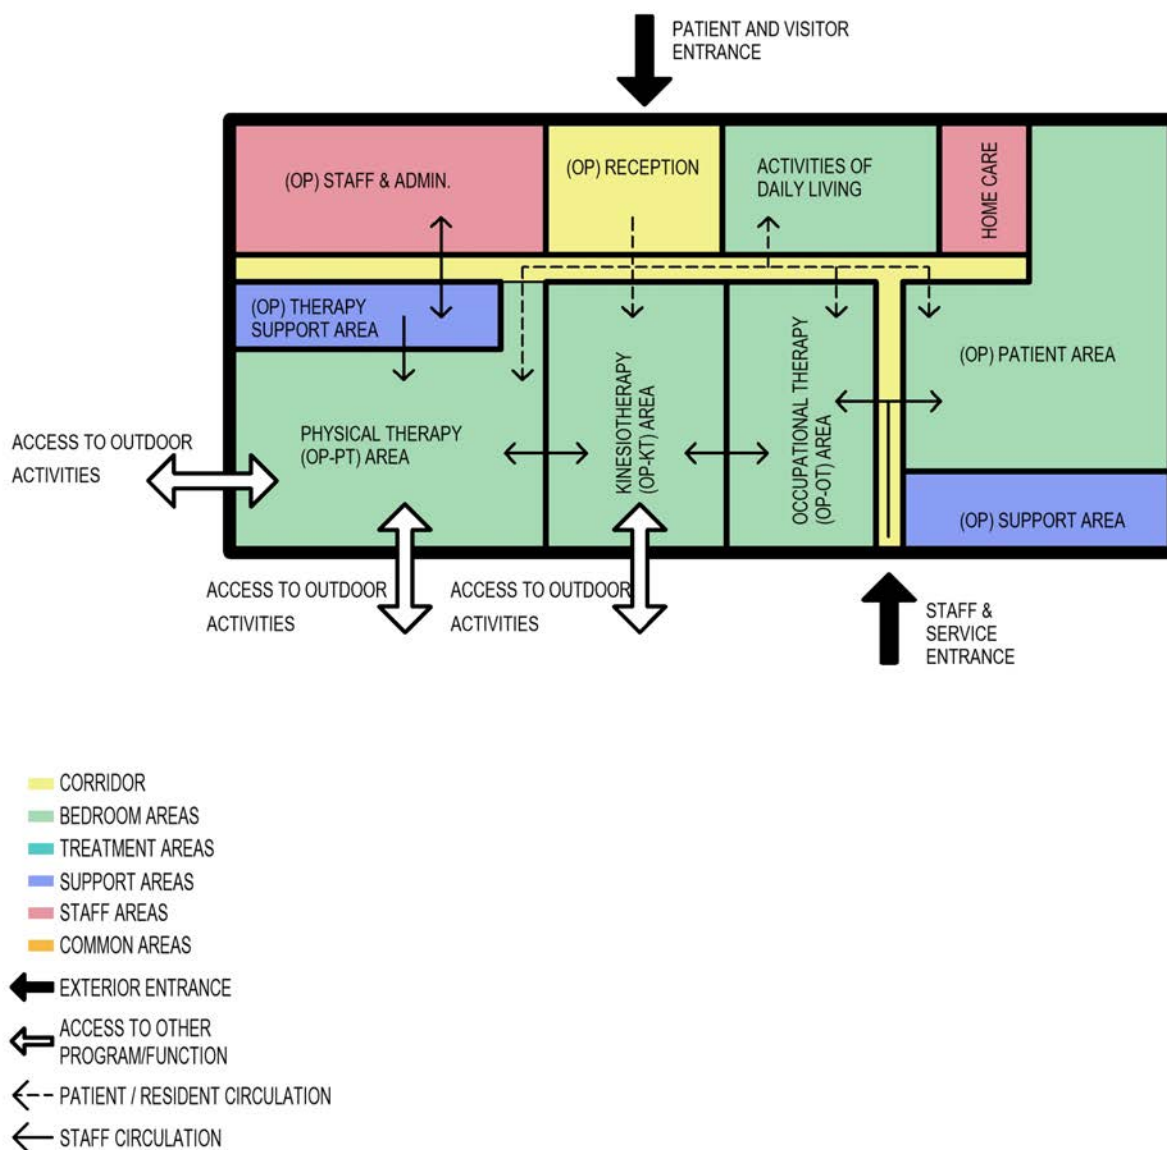 PATIENT AND VISITOR
ENTRANCE
(OP) STAFF & ADMIN.
(OP) RECEPTION
ACTIVITIES OF
DAILY LIVING
HOME CARE
(OP) THERAPY
SUPPORT AREA
(OP) PATIENT AREA
PHYSICAL THERAPY
(OP-PT) AREA
KINESIOTHERAPY
(OP-KT) AREA
OCCUPATIONAL THERAPY
(OP-OT) AREA
ACCESS TO OUTDOOR
ACTIVITIES
(OP) SUPPORT AREA
ACCESS TO OUTDOOR
ACTIVITIES
ACCESS TO OUTDOOR
ACTIVITIES
STAFF &
SERVICE
ENTRANCE
CORRIDOR
BEDROOM AREAS
TREATMENT AREAS
SUPPORT AREAS
STAFF AREAS
COMMON AREAS
EXTERIOR ENTRANCE
ACCESS TO OTHER
PROGRAM/FUNCTION
PATIENT / RESIDENT CIRCULATION
STAFF CIRCULATION